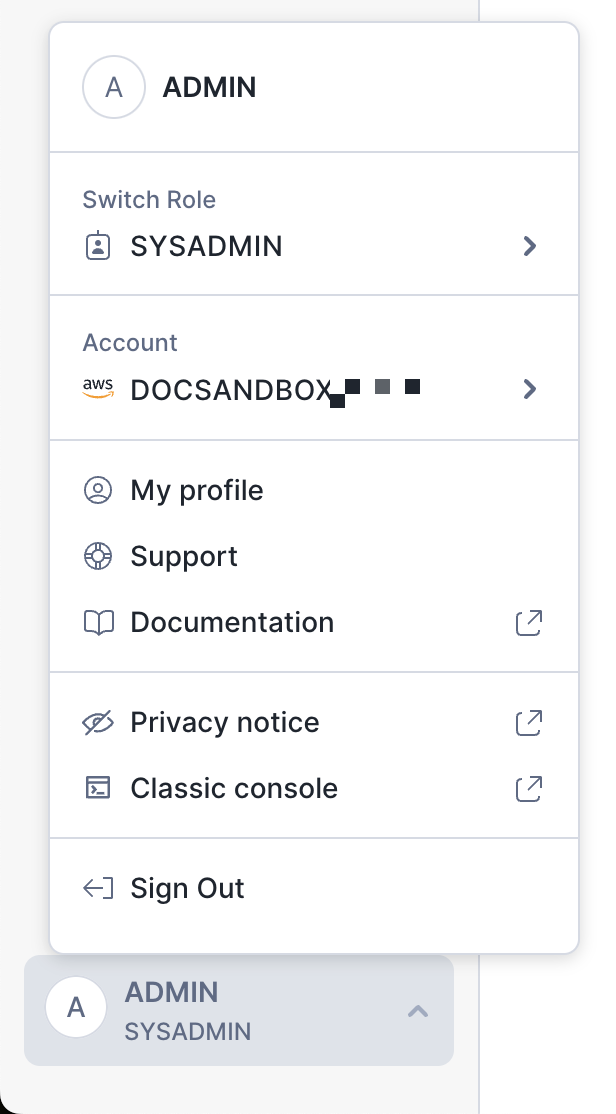 A ADMIN
Switch Role
SYSADMIN
Account
aws DOCSANDBOX
My profile
Support
Documentation
Privacy notice
Classic console
Sign Out
A ADMIN
SYSADMIN